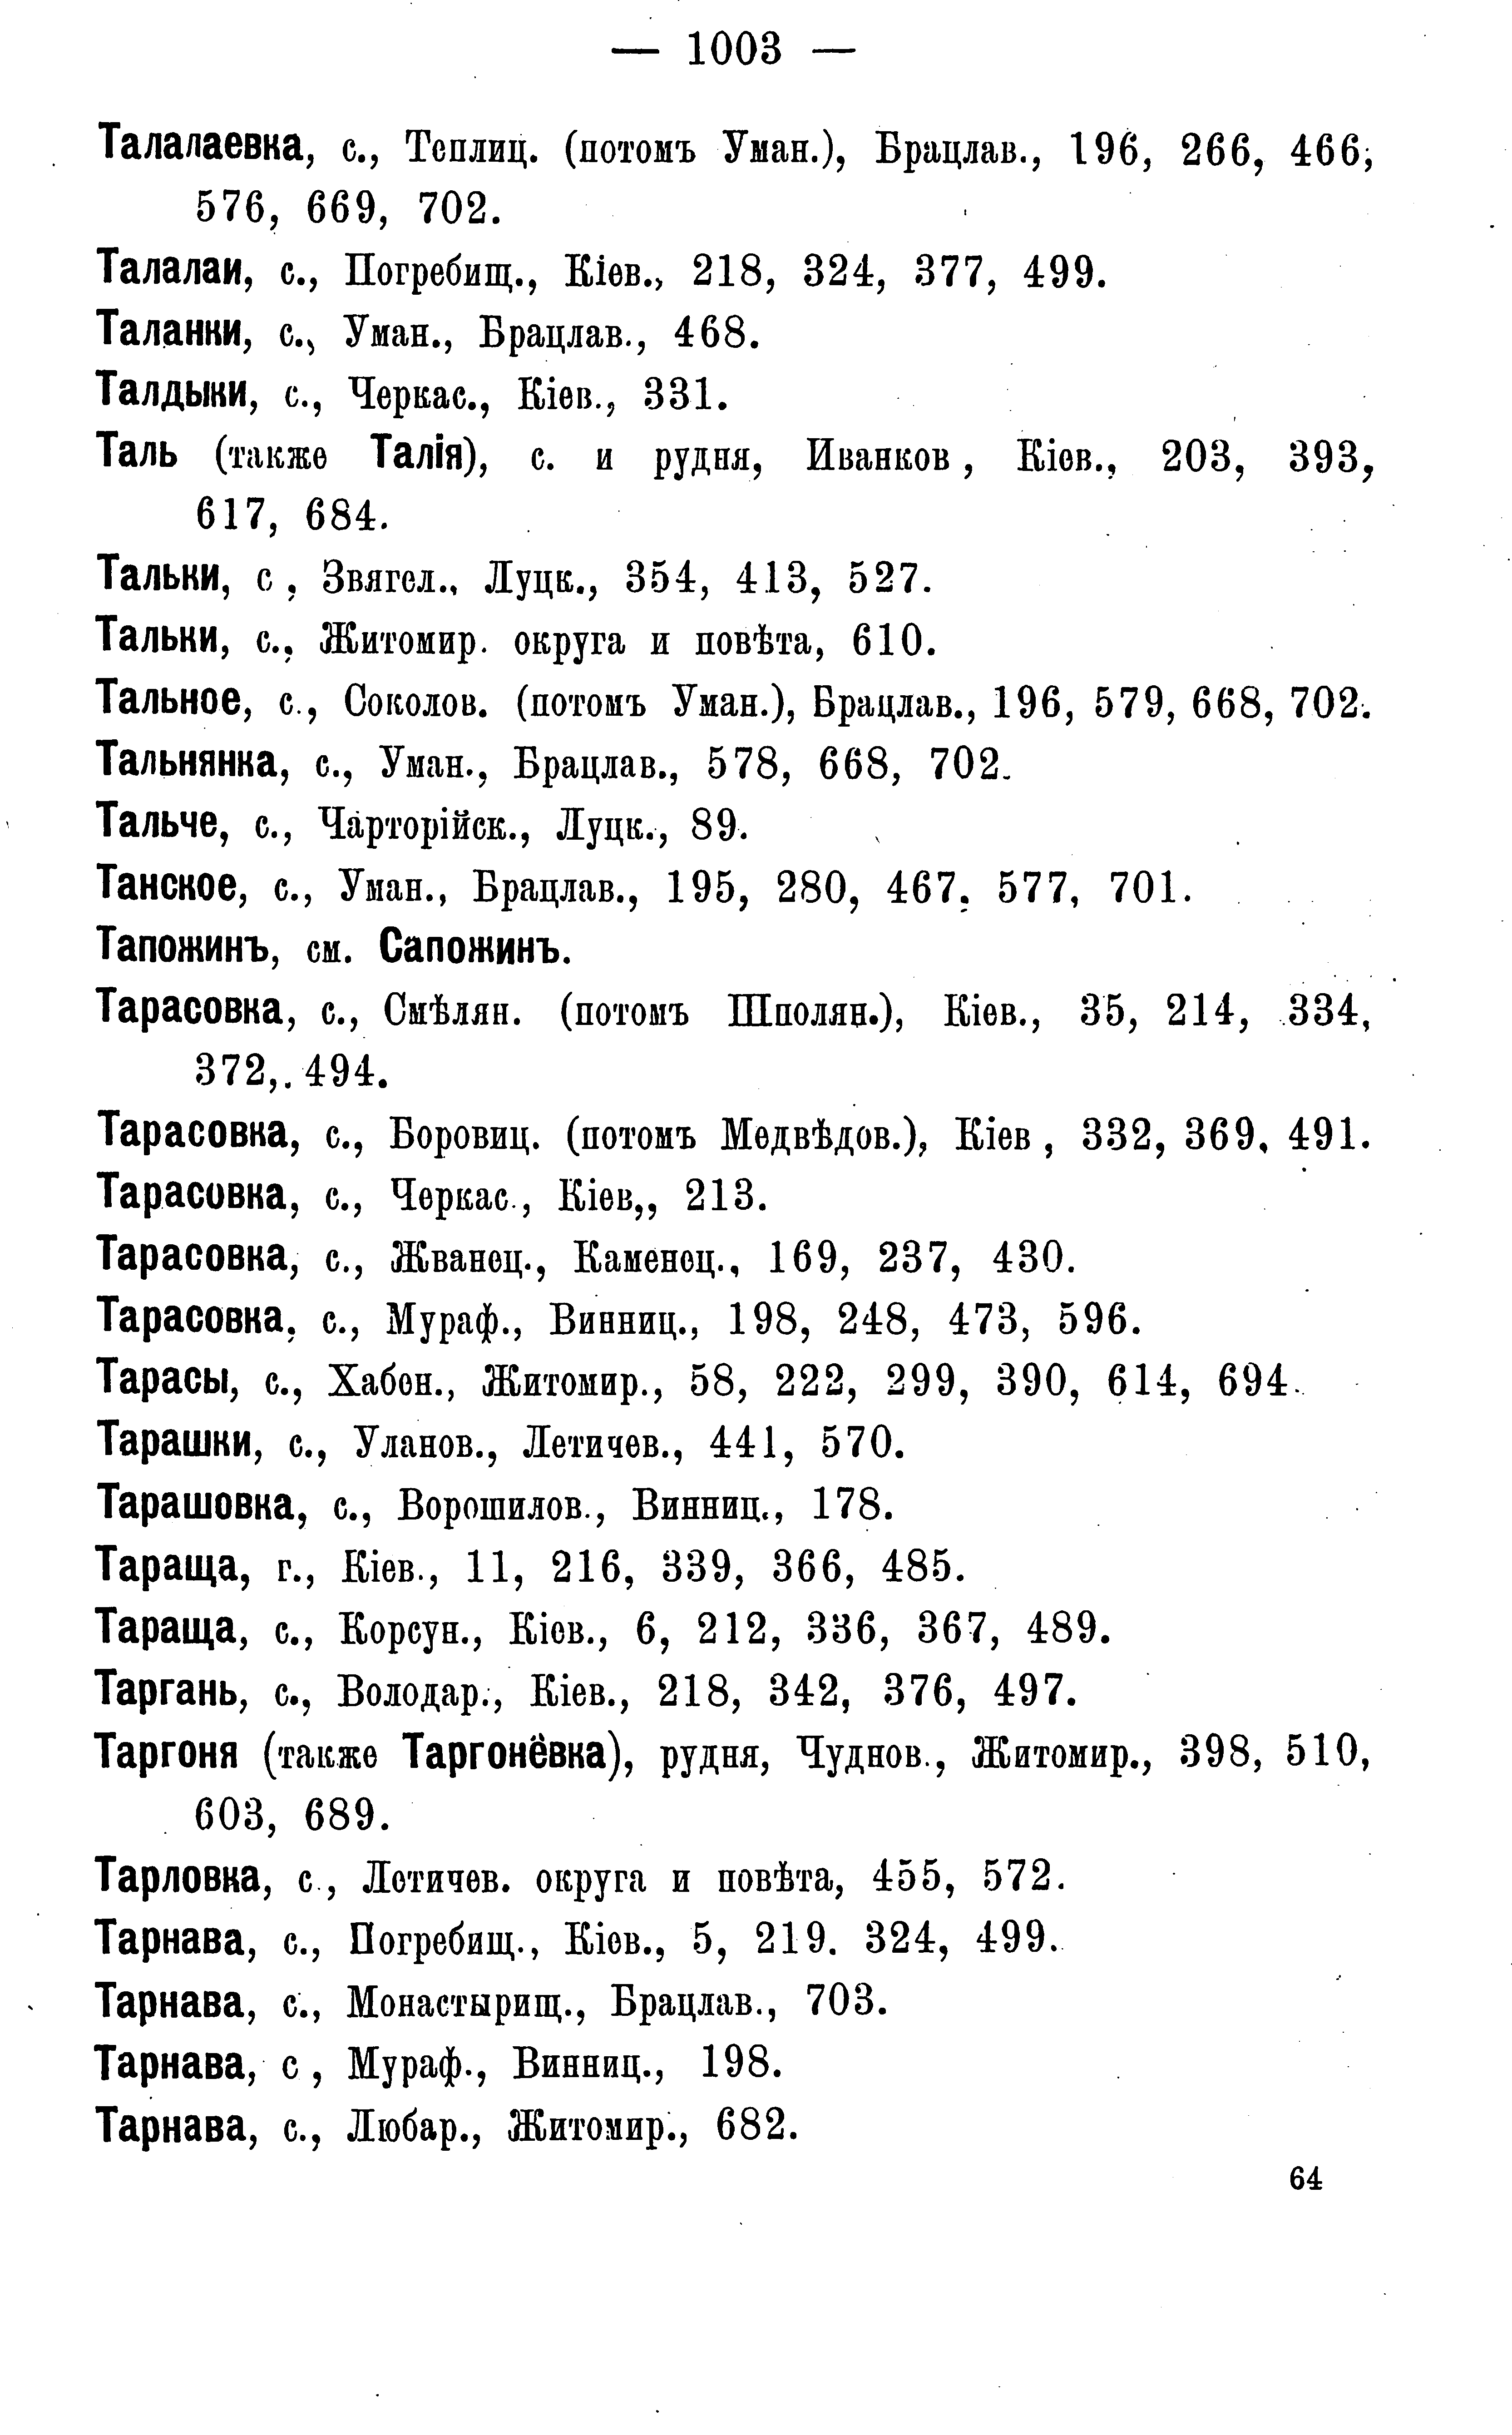 — 1003 —
Талалаевка, с., Теплиц. (потомъ Уман.), Брацлав., 196, 266, 466,
576, 669, 702.
Талалаи, с., Погребищ., Кіев., 218, 324, 377, 499.
Таланки, с., Уман., Брацлав., 468.
Талдыки, с., Черкас., Кіев., 331.
Таль (также Талія), с. и рудня, Иванков , Кіев., 203, 393,
617, 684.
Тальки, с , Звягел., Луцк., 354, 413, 527.
Тальки, с., Житомир. округа и повѣта, 610.
Тальное, с., Соколов. (потомъ Уман.), Брацлав., 196, 579, 668, 702.
Тальнянка, с., Уман., Брацлав., 578, 668, 702.
Тальче, с., Чарторійск., Луцк., 89.
Танское, с., Уман., Брацлав., 195, 280, 467, 577, 701.
Тапожинъ, см. Сапожинъ.
Тарасовка, с., Смѣлян. (потомъ Шполян.), Кіев., 35, 214, 334,
372, 494.
Тарасовка, с., Боровиц. (потомъ Медвѣдов.), Кіев , 332, 369, 491.
Тарасовка, с., Черкас., Кіев,, 213.
Тарасовка, с., Жванец., Каменец., 169, 237, 430.
Тарасовка, с., Мураф., Винниц., 198, 248, 473, 596.
Тарасы, с., Хабен., Житомир., 58, 222, 299, 390, 614, 694.
Тарашки, с., Уланов., Летичев., 441, 570.
Тарашовка, с., Ворошилов., Винниц., 178.
Тараща, г., Кіев., 11, 216, 339, 366, 485.
Тараща, с., Корсун., Кіев., 6, 212, 336, 367, 489.
Таргань, с., Володар., Кіев., 218, 342, 376, 497.
Таргоня (также Таргонёвка), рудня, Чуднов., Житомир., 398, 510,
603, 689.
Тарловка, с., Летичев. округа и повѣта, 455, 572.
Тарнава, с., Погребищ., Кіев., 5, 219. 324, 499.
Тарнава, с., Монастырищ., Брацлав., 703.
Тарнава, с , Мураф., Винниц., 198.
Тарнава, с., Любар., Житомир., 682.
64